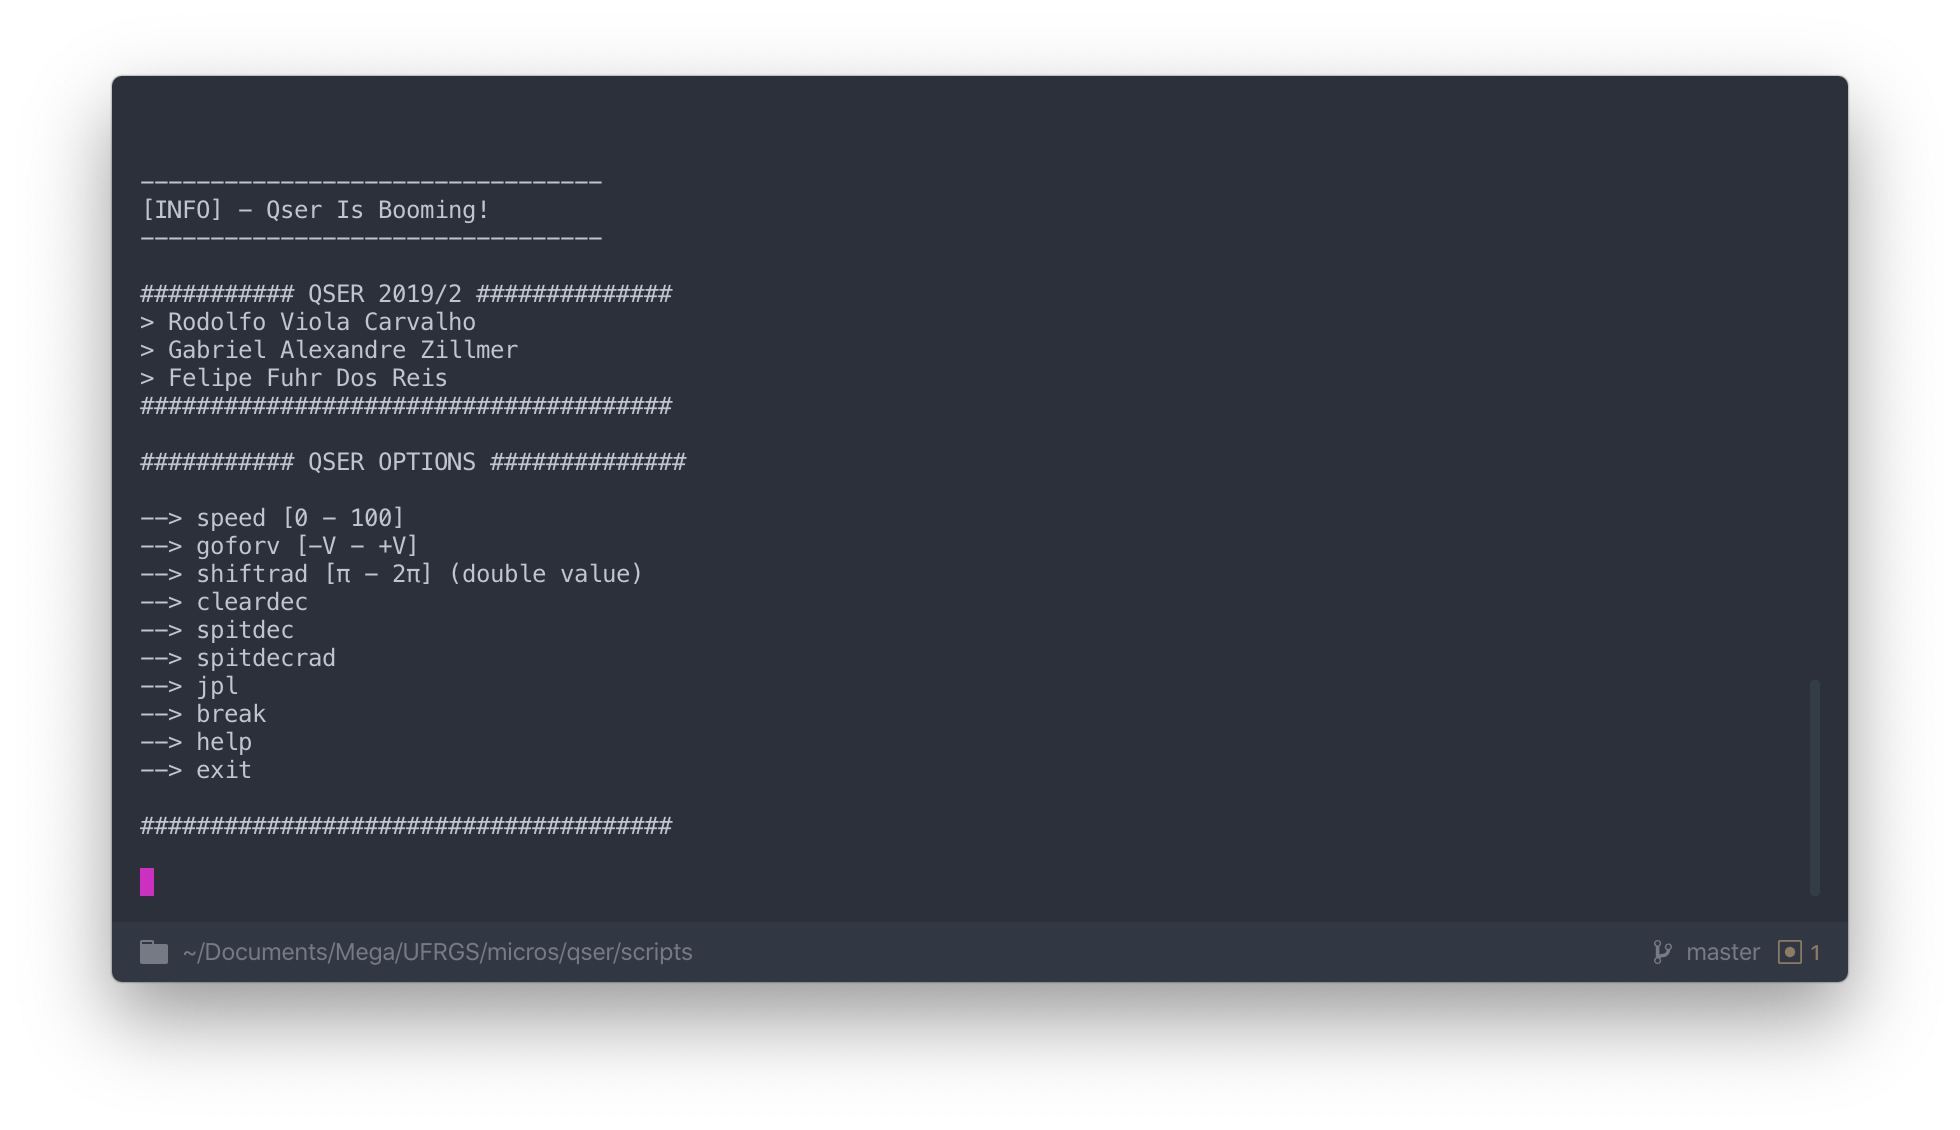 ---------------------------------
[INFO] - Qser Is Booming!
---------------------------------
########### QSER 2019/2 ##############
> Rodolfo Viola Carvalho
> Gabriel Alexandre Zillmer
> Felipe Fuhr Dos Reis
######################################
########### QSER OPTIONS ##############
--> speed [0 - 100]
--> goforv [-V - +V]
--> shiftrad [π - 2π] (double value)
--> cleardec
--> spitdec
--> spitdecrad
--> jpl
--> break
--> help
--> exit
######################################
~/Documents/Mega/UFRGS/micros/qser/scripts
master 1